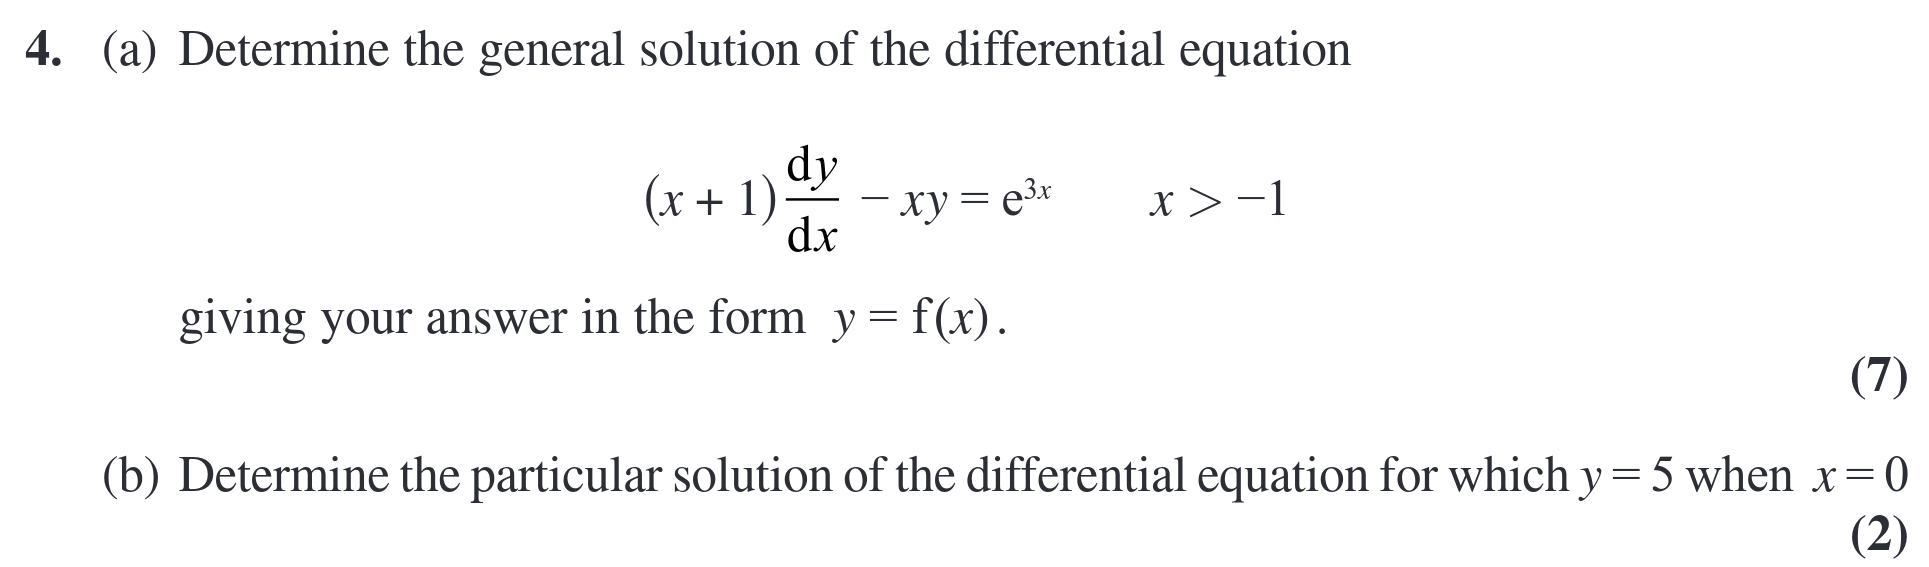 4. (a) Determine the general solution of the differential equation
(x + 1) dy/dx − xy = e^{3x}  x > −1
giving your answer in the form y = f(x).
(7)
(b) Determine the particular solution of the differential equation for which y = 5 when x = 0
(2)